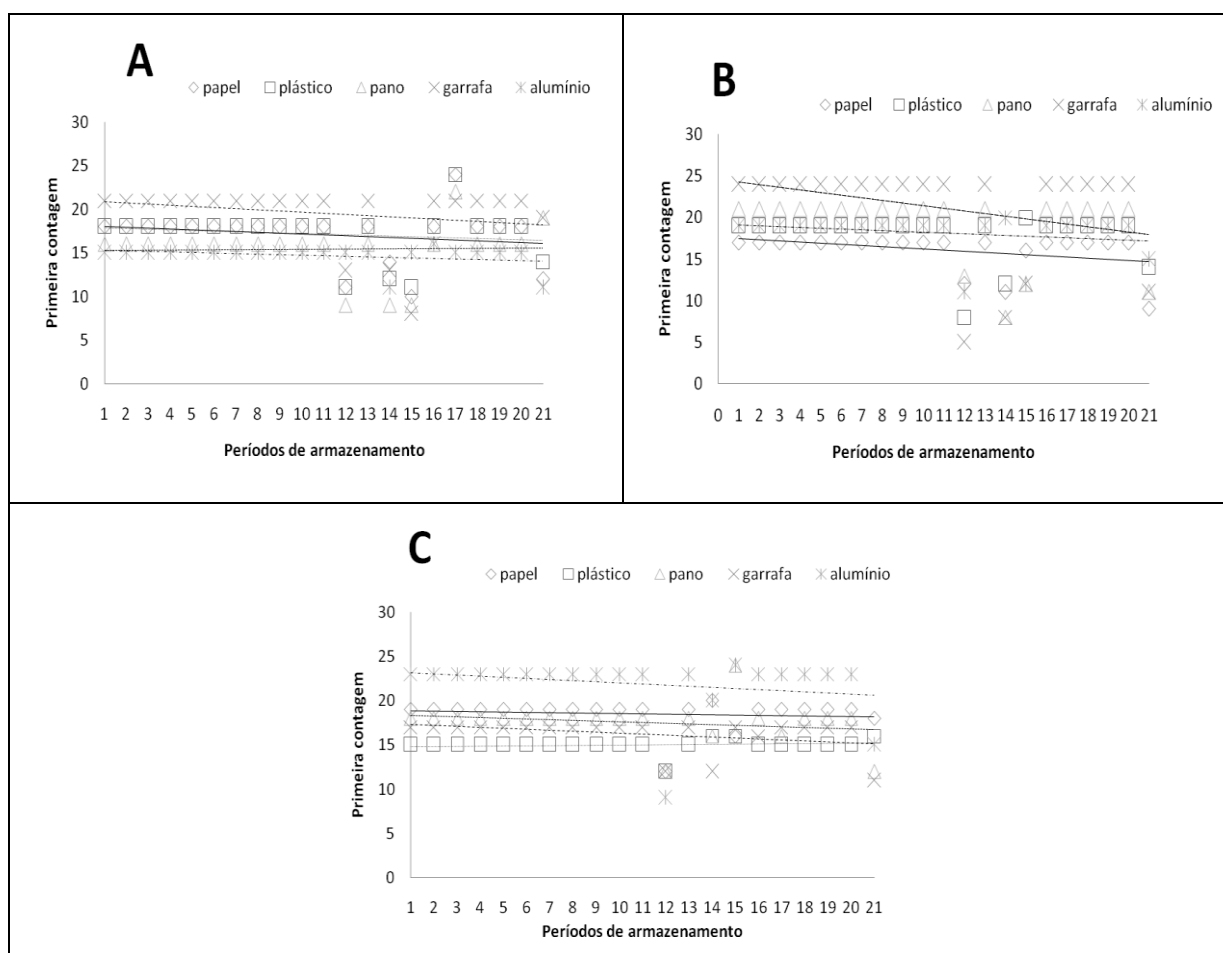 A
papel plástico pano garrafa alumínio
30
25
20
15
10
5
0
Primeira contagem
1 2 3 4 5 6 7 8 9 10 11 12 13 14 15 16 17 18 19 20 21
Períodos de armazenamento
B
papel plástico pano garrafa alumínio
30
25
20
15
10
5
0
Primeira contagem
0 1 2 3 4 5 6 7 8 9 10 11 12 13 14 15 16 17 18 19 20 21
Períodos de armazenamento
C
papel plástico pano garrafa alumínio
30
25
20
15
10
5
0
Primeira contagem
1 2 3 4 5 6 7 8 9 10 11 12 13 14 15 16 17 18 19 20 21
Períodos de armazenamento